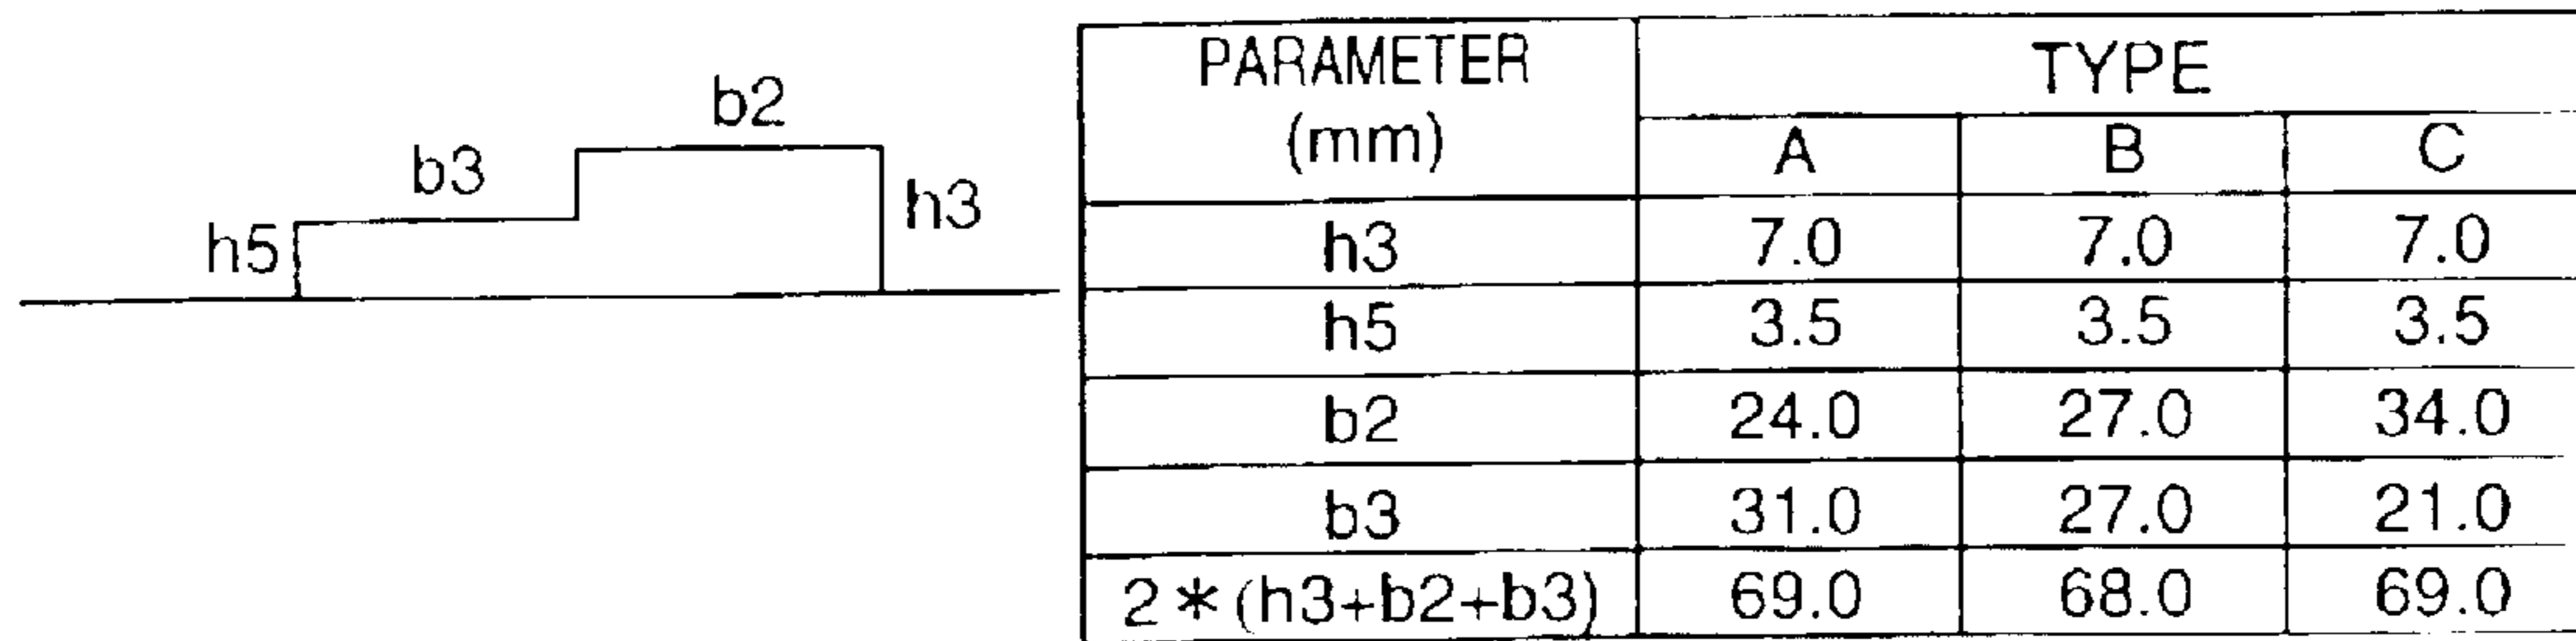 b2
b3
h5
h3
PARAMETER
(mm)
TYPE
A B C
h3 7.0 7.0 7.0
h5 3.5 3.5 3.5
b2 24.0 27.0 34.0
b3 31.0 27.0 21.0
2*(h3+b2+b3) 69.0 68.0 69.0